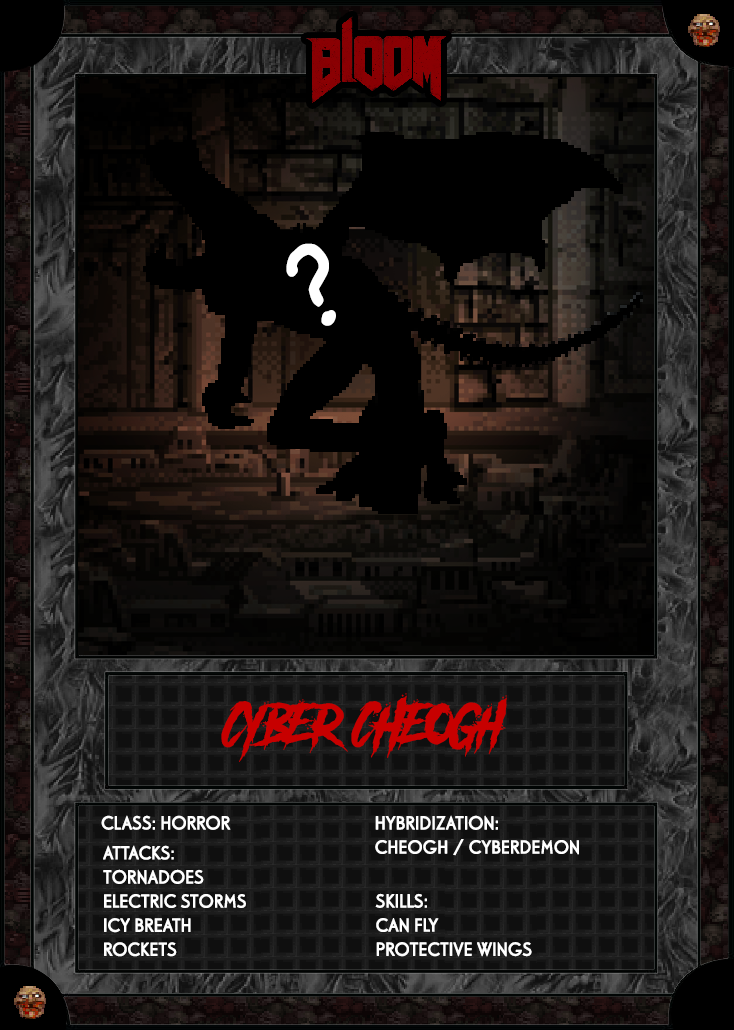 BLOOM
?
CYBER CHEOGH
CLASS: HORROR
ATTACKS:
TORNADOES
ELECTRIC STORMS
ICY BREATH
ROCKETS
HYBRIDIZATION:
CHEOGH / CYBERDEMON
SKILLS:
CAN FLY
PROTECTIVE WINGS